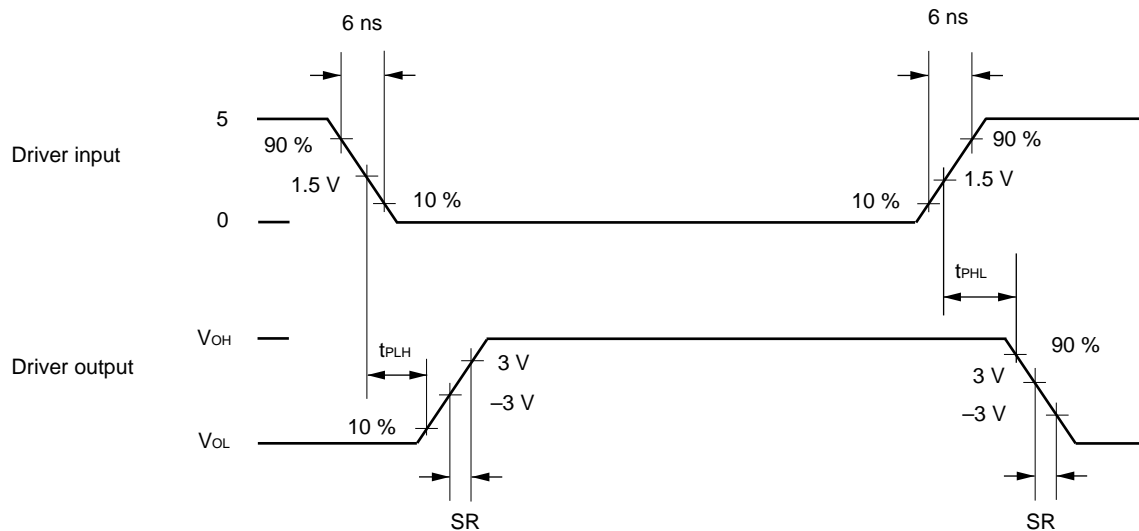 6 ns
6 ns
5
90 %
90 %
Driver input
1.5 V
1.5 V
10 %
10 %
0
tPHL
VOH
tPLH
3 V
90 %
Driver output
3 V
–3 V
–3 V
10 %
VOL
SR
SR